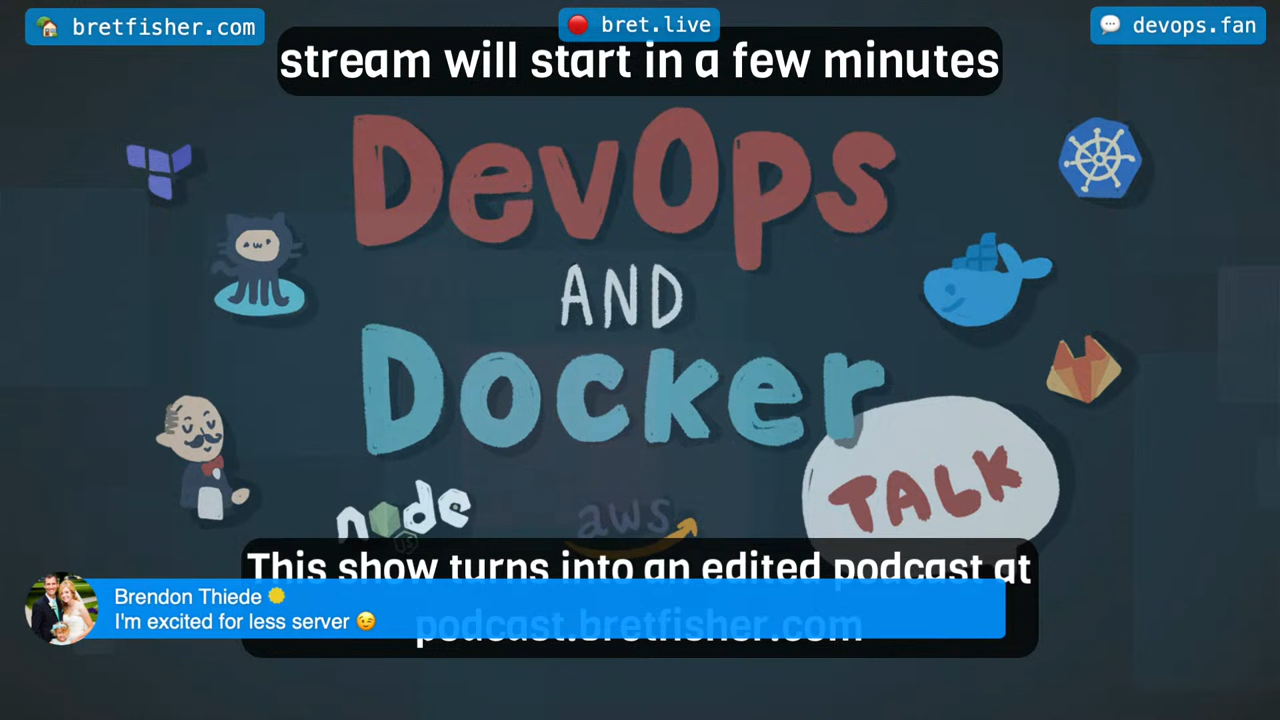 bretfisher.com
bret.live
devops.fan
stream will start in a few minutes
DevOps
AND
Docker
TALK
node
JS
aws
This show turns into an edited podcast at
podcast.bretfisher.com
Brendon Thiede
I'm excited for less server 😉